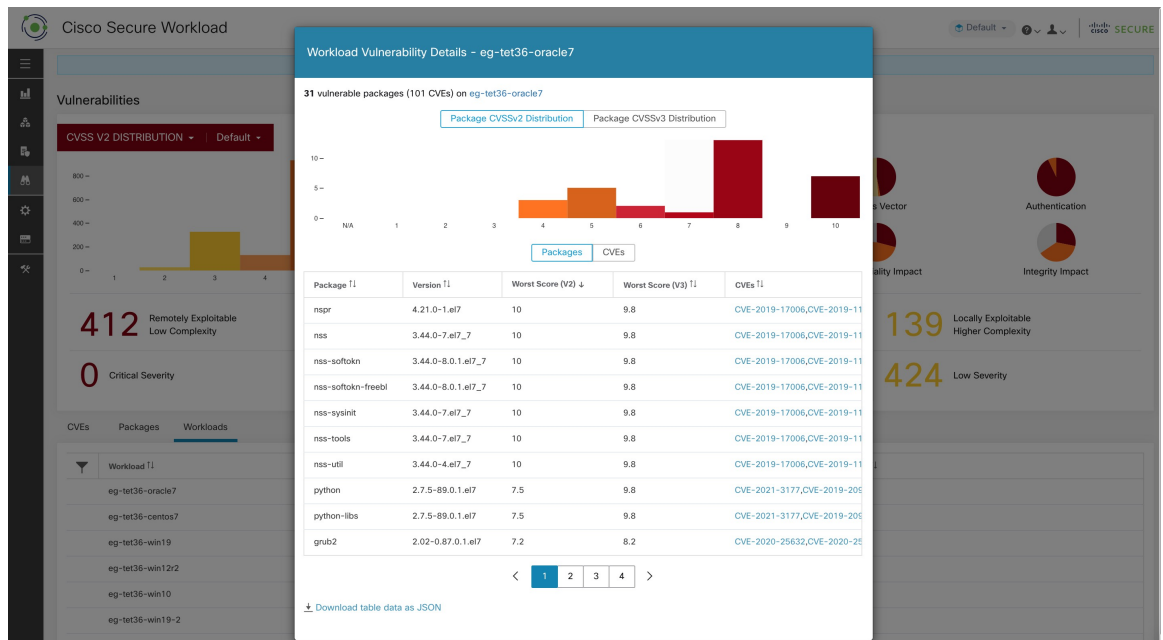 Cisco Secure Workload
Default
cisco SECURE
Vulnerabilities
CVSS V2 DISTRIBUTION Default
800
600
400
200
0
1 2 3 4
412 Remotely Exploitable
Low Complexity
0 Critical Severity
CVEs Packages Workloads
Workload
eg-tet36-oracle7
eg-tet36-centos7
eg-tet36-win19
eg-tet36-win12r2
eg-tet36-win10
eg-tet36-win19-2
Workload Vulnerability Details - eg-tet36-oracle7
31 vulnerable packages (101 CVEs) on eg-tet36-oracle7
Package CVSSv2 Distribution Package CVSSv3 Distribution
10
5
0
N/A 1 2 3 4 5 6 7 8 9 10
Packages CVEs
Package Version Worst Score (V2) Worst Score (V3) CVEs
nspr 4.21.0-1.el7 10 9.8 CVE-2019-17006,CVE-2019-11
nss 3.44.0-7.el7_7 10 9.8 CVE-2019-17006,CVE-2019-11
nss-softokn 3.44.0-8.0.1.el7_7 10 9.8 CVE-2019-17006,CVE-2019-11
nss-softokn-freebl 3.44.0-8.0.1.el7_7 10 9.8 CVE-2019-17006,CVE-2019-11
nss-sysinit 3.44.0-7.el7_7 10 9.8 CVE-2019-17006,CVE-2019-11
nss-tools 3.44.0-7.el7_7 10 9.8 CVE-2019-17006,CVE-2019-11
nss-util 3.44.0-4.el7_7 10 9.8 CVE-2019-17006,CVE-2019-11
python 2.7.5-89.0.1.el7 7.5 9.8 CVE-2021-3177,CVE-2019-209
python-libs 2.7.5-89.0.1.el7 7.5 9.8 CVE-2021-3177,CVE-2019-209
grub2 2.02-0.87.0.1.el7 7.2 8.2 CVE-2020-25632,CVE-2020-25
1 2 3 4
Download table data as JSON
s Vector
Authentication
ality Impact
Integrity Impact
139 Locally Exploitable
Higher Complexity
424 Low Severity